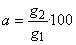 a = g₂/g₁ · 100